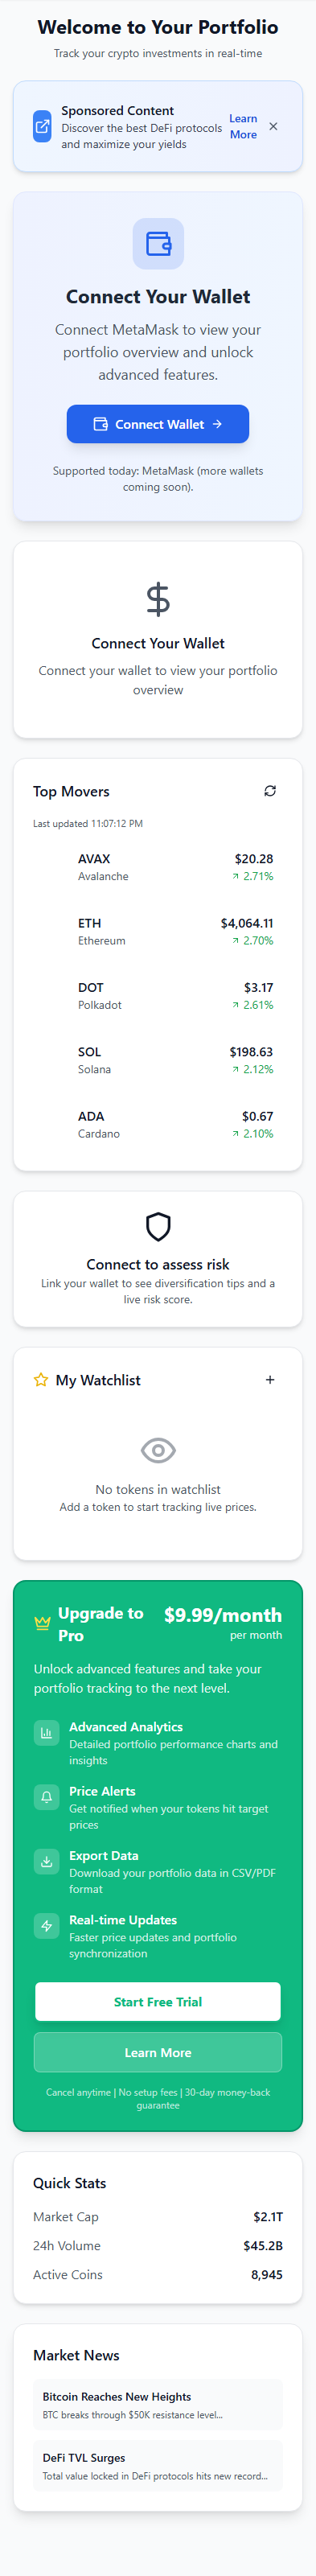 Welcome to Your Portfolio
Track your crypto investments in real-time
Sponsored Content
Discover the best DeFi protocols
and maximize your yields
Learn
More
Connect Your Wallet
Connect MetaMask to view your
portfolio overview and unlock
advanced features.
Connect Wallet
Supported today: MetaMask (more wallets
coming soon).
Connect Your Wallet
Connect your wallet to view your portfolio
overview
Top Movers
Last updated 11:07:12 PM
AVAX $20.28
Avalanche 2.71%
ETH $4,064.11
Ethereum 2.70%
DOT $3.17
Polkadot 2.61%
SOL $198.63
Solana 2.12%
ADA $0.67
Cardano 2.10%
Connect to assess risk
Link your wallet to see diversification tips and a
live risk score.
My Watchlist
No tokens in watchlist
Add a token to start tracking live prices.
Upgrade to
Pro
$9.99/month
per month
Unlock advanced features and take your
portfolio tracking to the next level.
Advanced Analytics
Detailed portfolio performance charts and
insights
Price Alerts
Get notified when your tokens hit target
prices
Export Data
Download your portfolio data in CSV/PDF
format
Real-time Updates
Faster price updates and portfolio
synchronization
Start Free Trial
Learn More
Cancel anytime | No setup fees | 30-day money-back
guarantee
Quick Stats
Market Cap $2.1T
24h Volume $45.2B
Active Coins 8,945
Market News
Bitcoin Reaches New Heights
BTC breaks through $50K resistance level...
DeFi TVL Surges
Total value locked in DeFi protocols hits new record...